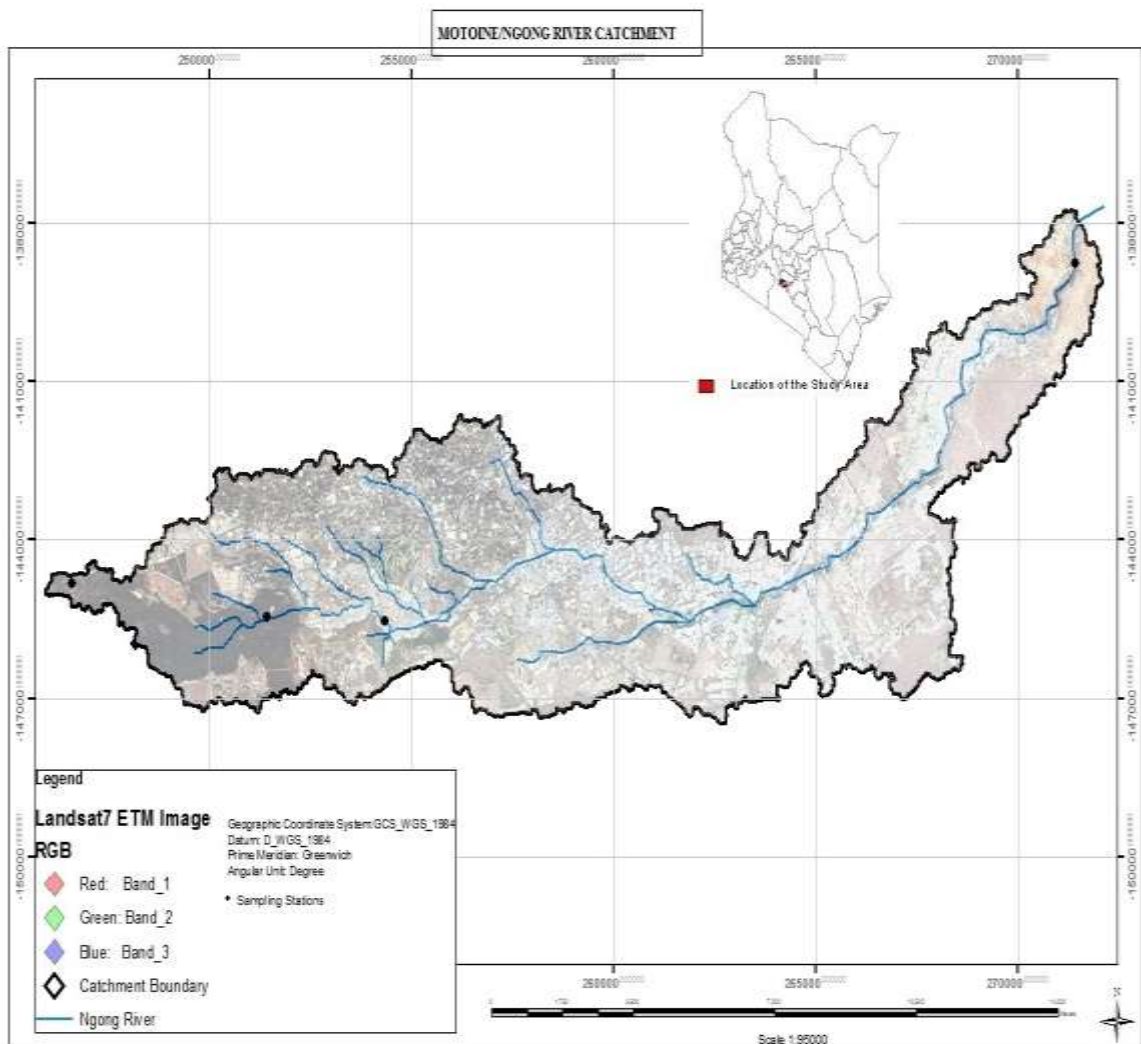 MOTOINE/NGONG RIVER CATCHMENT
250000 255000 260000 265000 270000
-138000 -138000
-141000 -141000
Location of the Study Area
-144000 -144000
-147000 -147000
-150000 -150000
Legend
Landsat7 ETM Image
RGB
Red: Band_1
Green: Band_2
Blue: Band_3
Catchment Boundary
Ngong River
Geographic Coordinate System:GCS_WGS_1984
Datum: D_WGS_1984
Prime Meridian: Greenwich
Angular Unit: Degree
Sampling Stations
260000 265000 270000
N
0
Scale 1:95000